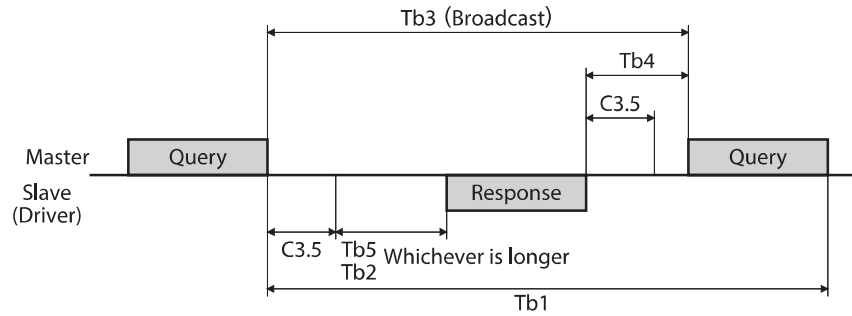 Tb3 (Broadcast)
Tb4
C3.5
Master
Query
Query
Slave
(Driver)
Response
C3.5
Tb5
Tb2
Whichever is longer
Tb1